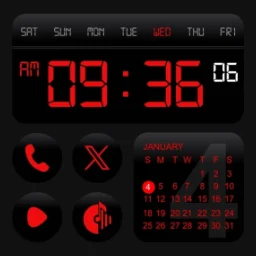 SAT SUN MON TUE WED THU FRI
AM 09:36 06
X
JANUARY
4
S M T W T F S
1 2 3
4 5 6 7 8 9 10
11 12 13 14 15 16 17
18 19 20 21 22 23 24
25 26 27 28 29 30 31